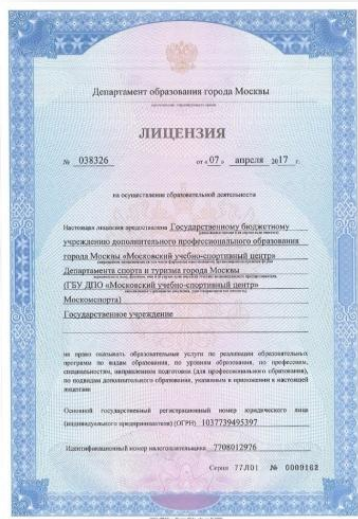 Департамент образования города Москвы
ЛИЦЕНЗИЯ
№ 038326 от « 07 » апреля 2017 г.
на осуществление образовательной деятельности
Настоящая лицензия предоставлена Государственному бюджетному
учреждению дополнительного профессионального образования
города Москвы «Московский учебно-спортивный центр»
Департамента спорта и туризма города Москвы
(ГБУ ДПО «Московский учебно-спортивный центр»
Москомспорта)
Государственное учреждение
на право оказывать образовательные услуги по реализации образовательных
программ по видам образования, по уровням образования, по профессиям,
специальностям, направлениям подготовки (для профессионального образования),
по подвидам дополнительного образования, указанным в приложении к настоящей
лицензии
Основной государственный регистрационный номер юридического лица
(индивидуального предпринимателя) (ОГРН) 1037739495397
Идентификационный номер налогоплательщика 7708012976
Серия 77Л01 № 0009162